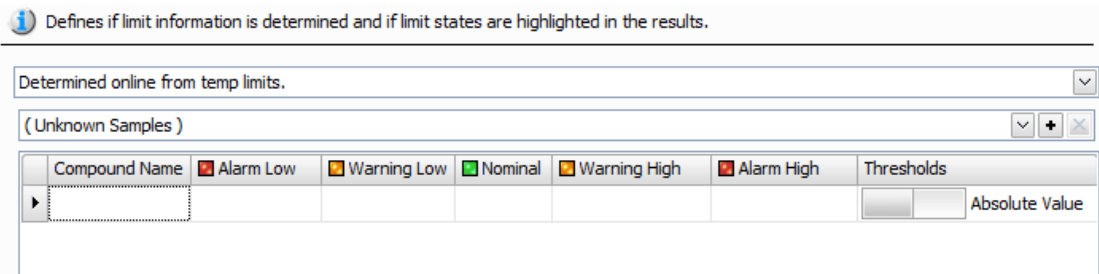 Defines if limit information is determined and if limit states are highlighted in the results.
Determined online from temp limits.
( Unknown Samples )
Compound Name Alarm Low Warning Low Nominal Warning High Alarm High Thresholds
Absolute Value